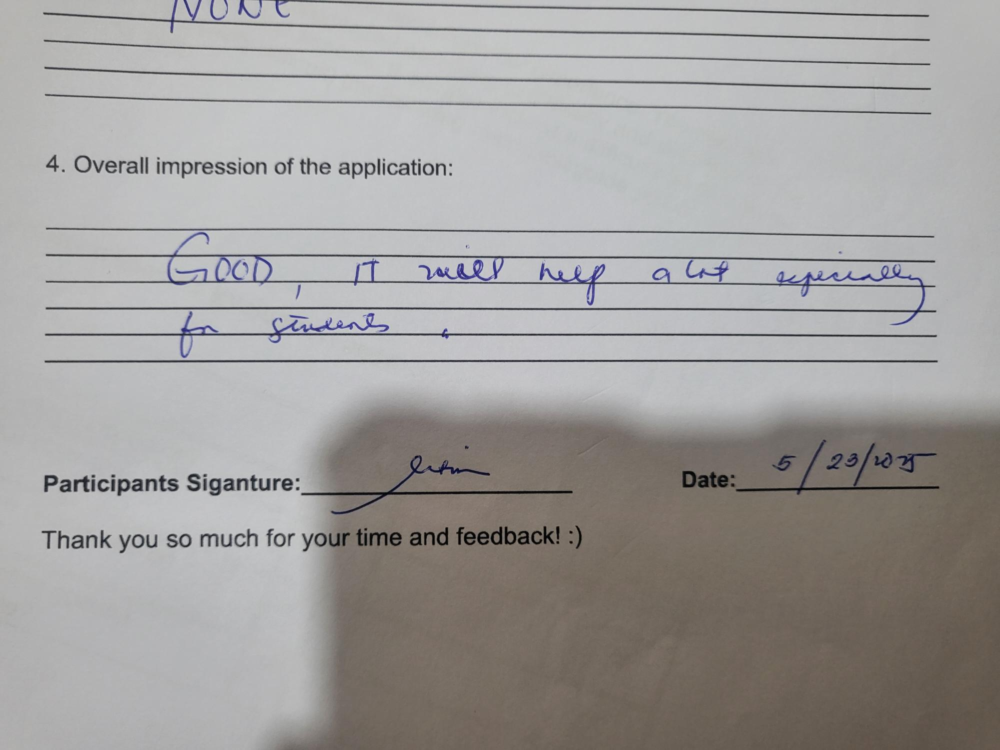 NONE
4. Overall impression of the application:
GOOD, IT will help a lot especially
for students.
Participants Siganture: Date: 5/23/2025
Thank you so much for your time and feedback! :)